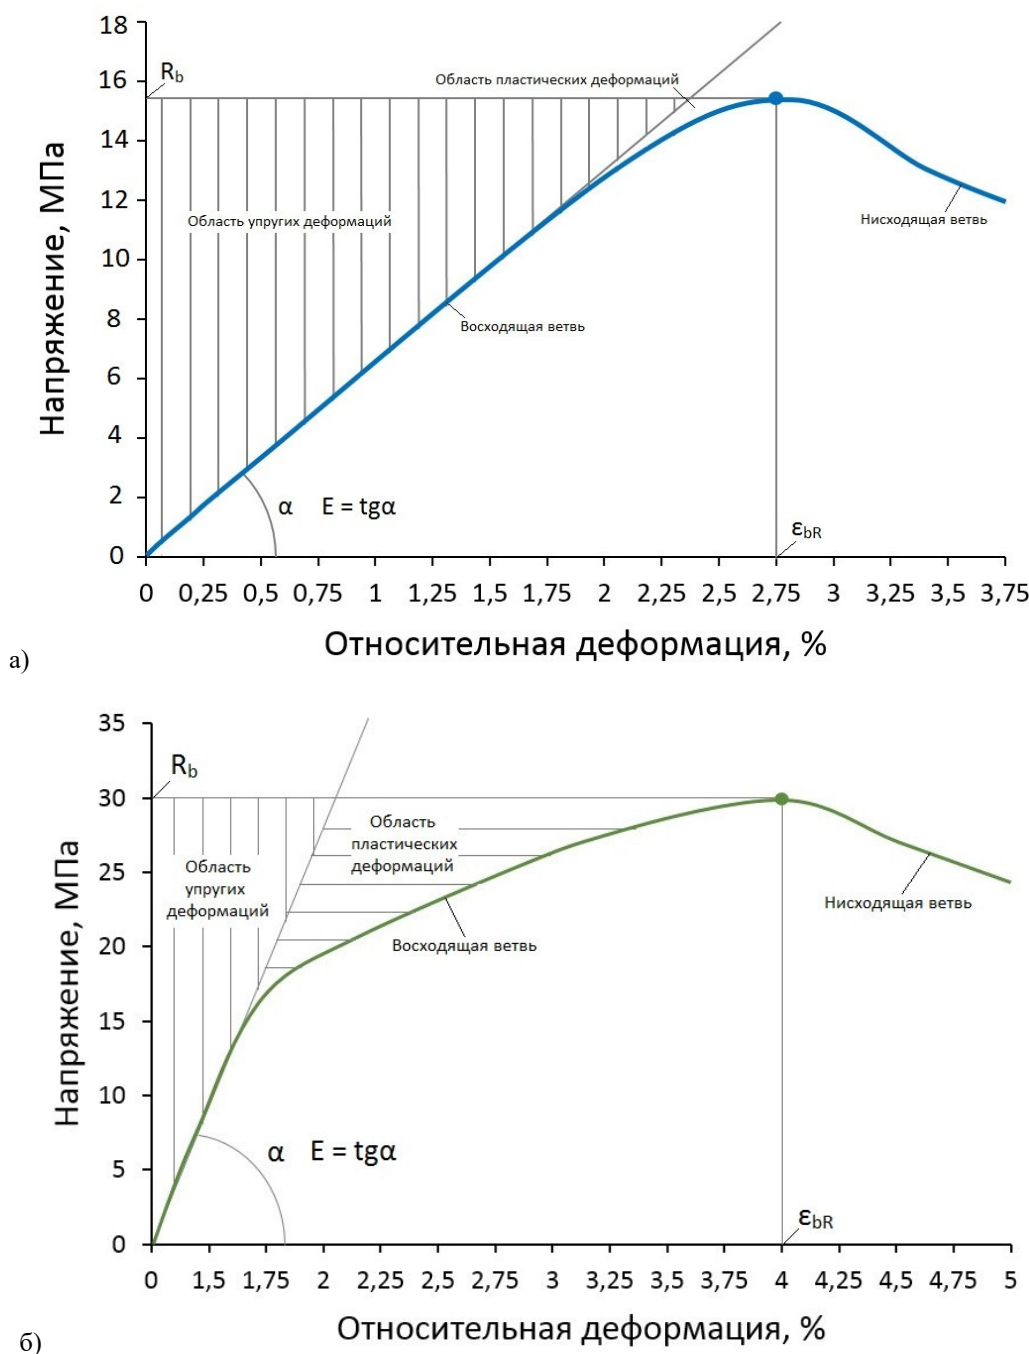 18
16
14
12
10
8
6
4
2
0
Напряжение, МПа
R_b
Область пластических деформаций
Область упругих деформаций
Нисходящая ветвь
Восходящая ветвь
α E = tgα
ε_bR
0 0,25 0,5 0,75 1 1,25 1,5 1,75 2 2,25 2,5 2,75 3 3,25 3,5 3,75
Относительная деформация, %
а)
35
30
25
20
15
10
5
0
Напряжение, МПа
R_b
Область
пластических
деформаций
Область
упругих
деформаций
Нисходящая ветвь
Восходящая ветвь
α E = tgα
ε_bR
0 1,5 1,75 2 2,25 2,5 2,75 3 3,25 3,5 3,75 4 4,25 4,5 4,75 5
Относительная деформация, %
б)